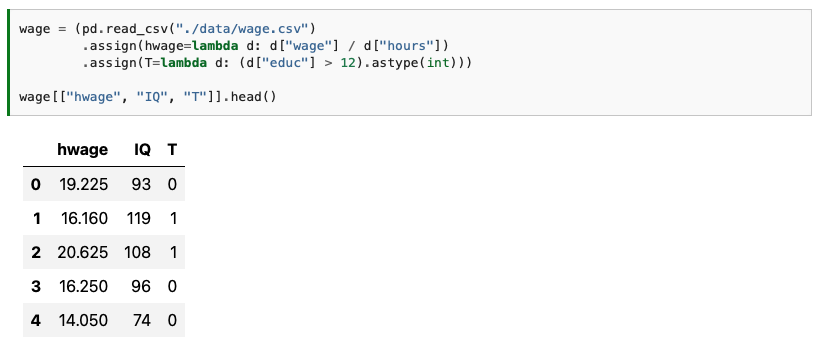 wage = (pd.read_csv("./data/wage.csv")
        .assign(hwage=lambda d: d["wage"] / d["hours"])
        .assign(T=lambda d: (d["educ"] > 12).astype(int)))
wage[["hwage", "IQ", "T"]].head()
hwage IQ T
0 19.225 93 0
1 16.160 119 1
2 20.625 108 1
3 16.250 96 0
4 14.050 74 0